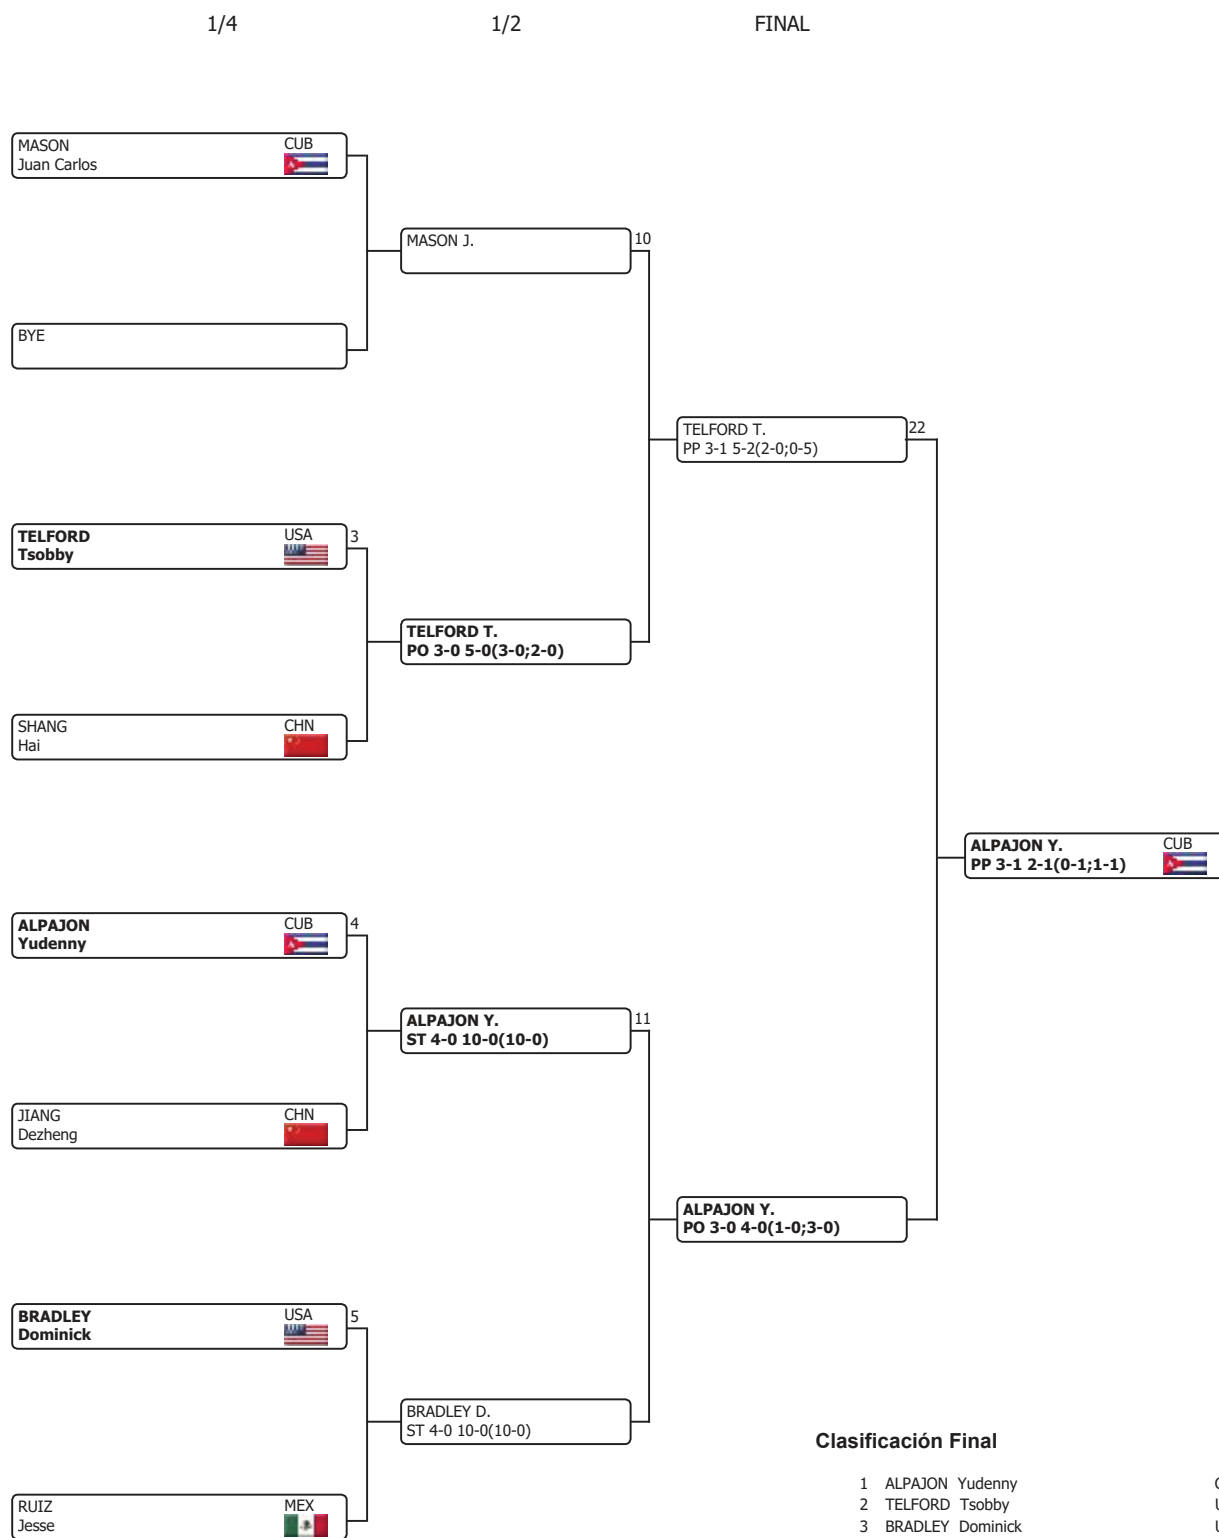 1/4 1/2 FINAL
MASON CUB
Juan Carlos
MASON J. 10
BYE
TELFORD T. 22
PP 3-1 5-2(2-0;0-5)
TELFORD USA 3
Tsobby
TELFORD T.
PO 3-0 5-0(3-0;2-0)
SHANG CHN
Hai
ALPAJON Y. CUB
PP 3-1 2-1(0-1;1-1)
ALPAJON CUB 4
Yudenny
ALPAJON Y. 11
ST 4-0 10-0(10-0)
JIANG CHN
Dezheng
ALPAJON Y.
PO 3-0 4-0(1-0;3-0)
BRADLEY USA 5
Dominick
BRADLEY D.
ST 4-0 10-0(10-0)
Clasificación Final
1 ALPAJON Yudenny
2 TELFORD Tsobby
3 BRADLEY Dominick
RUIZ MEX
Jesse